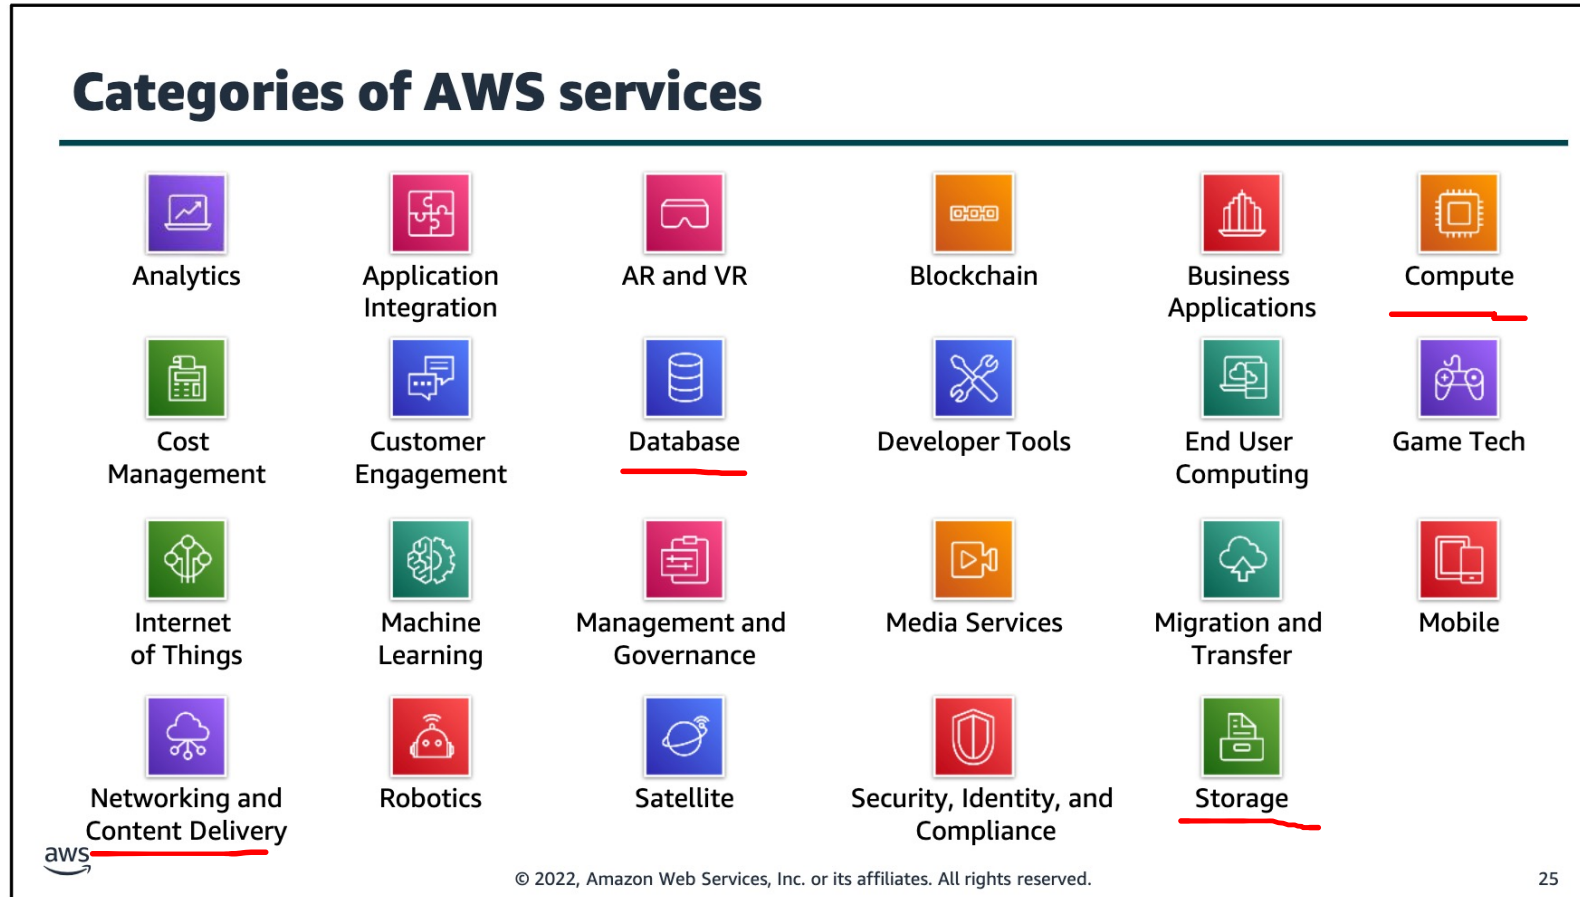 Categories of AWS services
Analytics
Application
Integration
AR and VR
Blockchain
Business
Applications
Compute
Cost
Management
Customer
Engagement
Database
Developer Tools
End User
Computing
Game Tech
Internet
of Things
Machine
Learning
Management and
Governance
Media Services
Migration and
Transfer
Mobile
Networking and
Content Delivery
Robotics
Satellite
Security, Identity, and
Compliance
Storage
aws
© 2022, Amazon Web Services, Inc. or its affiliates. All rights reserved.
25